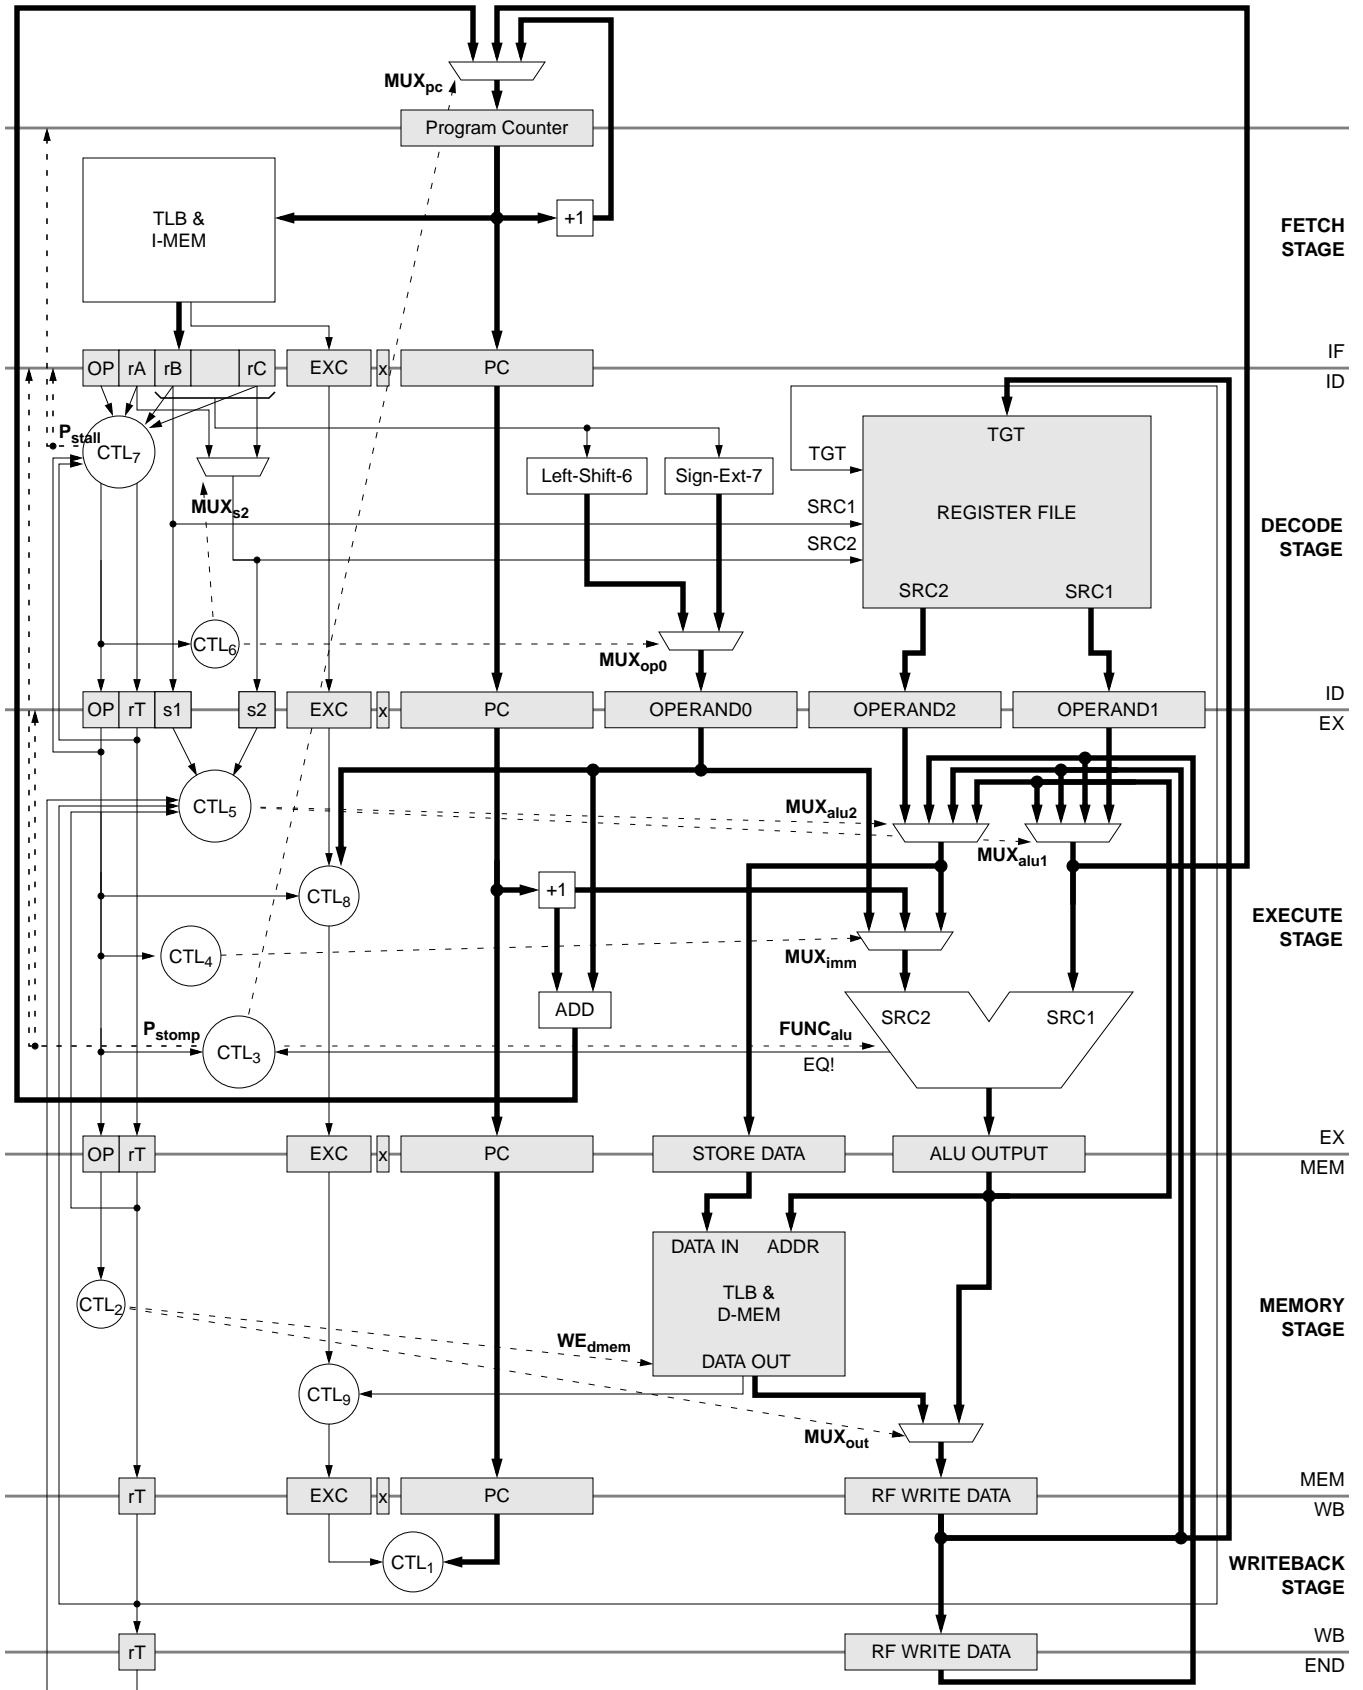 MUXpc
Program Counter
TLB &
I-MEM
+1
FETCH
STAGE
OP rA rB rC EXC x PC
IF
ID
Pstall
CTL7
MUXs2
Left-Shift-6 Sign-Ext-7
TGT
TGT
SRC1
SRC2
REGISTER FILE
SRC2 SRC1
DECODE
STAGE
CTL6
MUXop0
OP rT s1 s2 EXC x PC OPERAND0 OPERAND2 OPERAND1
ID
EX
CTL5
MUXalu2
MUXalu1
CTL8
+1
EXECUTE
STAGE
CTL4
MUXimm
ADD
Pstomp
CTL3
FUNCalu
EQ!
SRC2 SRC1
OP rT EXC x PC STORE DATA ALU OUTPUT
EX
MEM
DATA IN ADDR
TLB &
D-MEM
DATA OUT
CTL2
WEdmem
MEMORY
STAGE
CTL9
MUXout
rT EXC x PC RF WRITE DATA
MEM
WB
CTL1
WRITEBACK
STAGE
rT RF WRITE DATA
WB
END